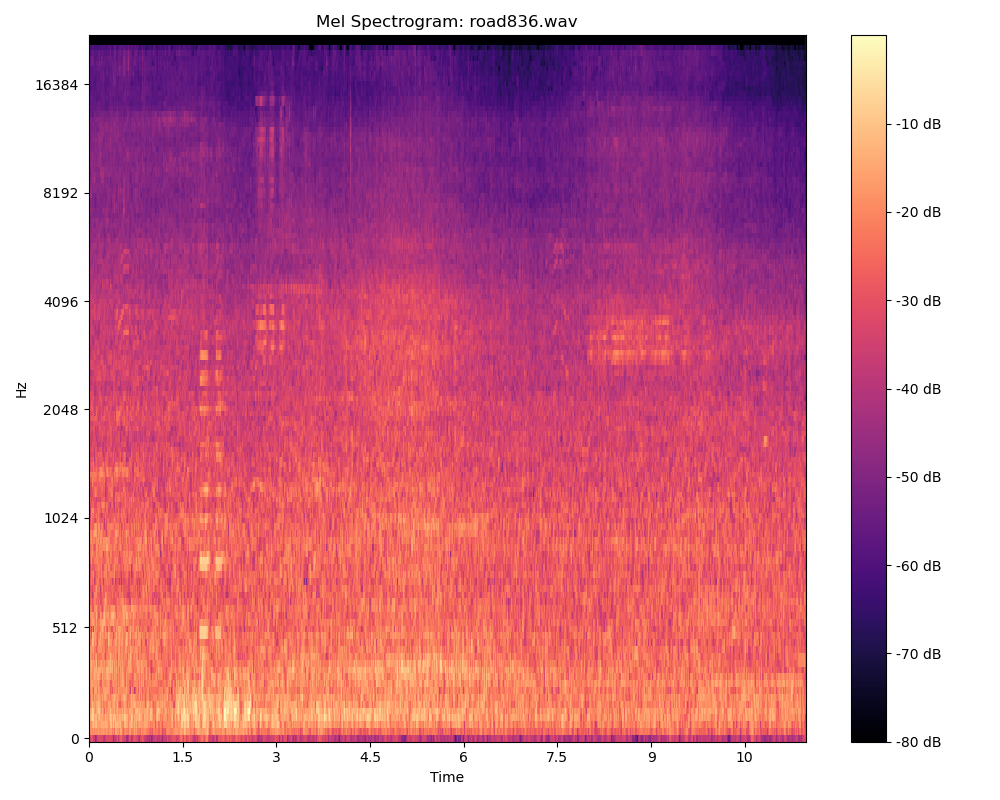 Mel Spectrogram: road836.wav
16384
8192
4096
2048
1024
512
0
Hz
0 1.5 3 4.5 6 7.5 9 10
Time
-10 dB
-20 dB
-30 dB
-40 dB
-50 dB
-60 dB
-70 dB
-80 dB